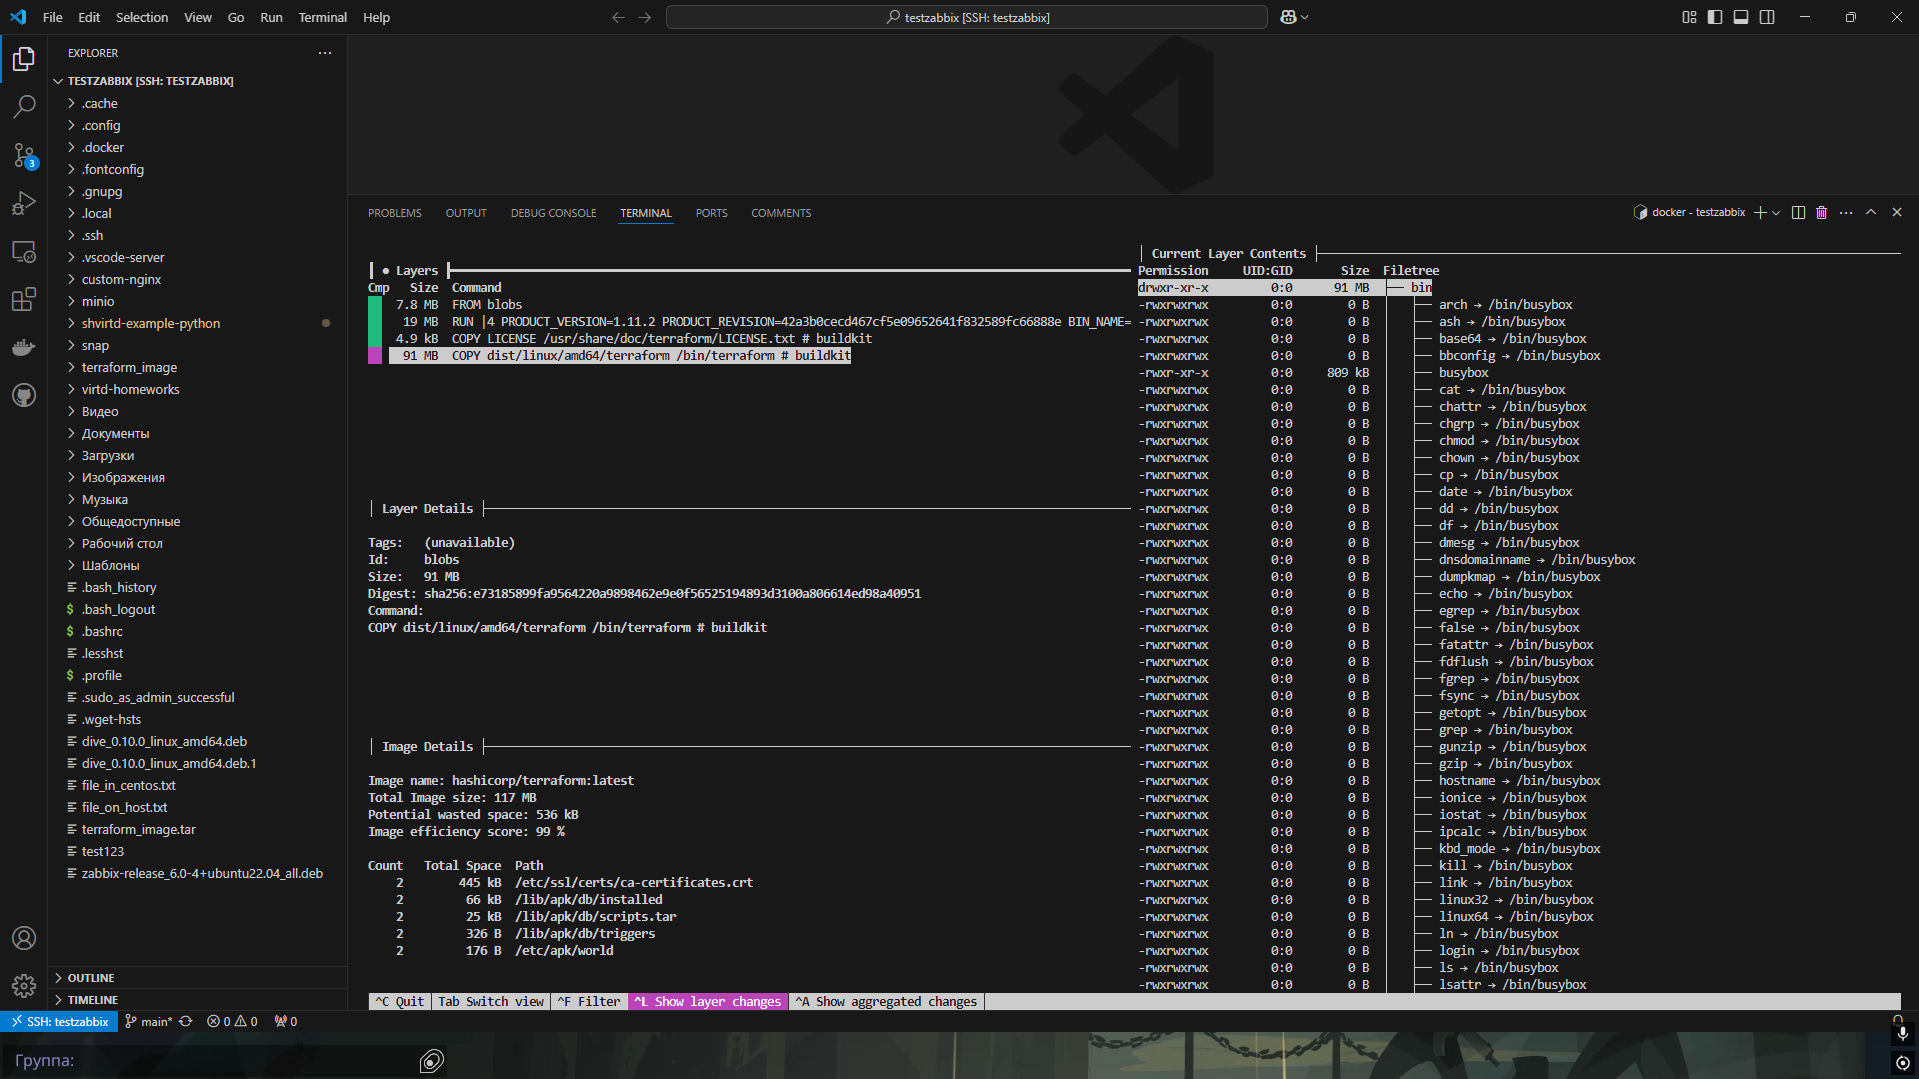 File Edit Selection View Go Run Terminal Help
testzabbix [SSH: testzabbix]
EXPLORER
TESTZABBIX [SSH: TESTZABBIX]
.cache
.config
.docker
.fontconfig
.gnupg
.local
.ssh
.vscode-server
custom-nginx
minio
shvirtd-example-python
snap
terraform_image
virtd-homeworks
Видео
Документы
Загрузки
Изображения
Музыка
Общедоступные
Рабочий стол
Шаблоны
.bash_history
$ .bash_logout
$ .bashrc
.lesshst
$ .profile
.sudo_as_admin_successful
.wget-hsts
dive_0.10.0_linux_amd64.deb
dive_0.10.0_linux_amd64.deb.1
file_in_centos.txt
file_on_host.txt
terraform_image.tar
test123
zabbix-release_6.0-4+ubuntu22.04_all.deb
OUTLINE
TIMELINE
3
PROBLEMS OUTPUT DEBUG CONSOLE TERMINAL PORTS COMMENTS
docker - testzabbix
│ ● Layers ├
Cmp Size Command
7.8 MB FROM blobs
19 MB RUN |4 PRODUCT_VERSION=1.11.2 PRODUCT_REVISION=42a3b0cecd467cf5e09652641f832589fc66888e BIN_NAME=
4.9 kB COPY LICENSE /usr/share/doc/terraform/LICENSE.txt # buildkit
91 MB COPY dist/linux/amd64/terraform /bin/terraform # buildkit
│ Layer Details ├
Tags: (unavailable)
Id: blobs
Size: 91 MB
Digest: sha256:e73185899fa9564220a9898462e9e0f56525194893d3100a806614ed98a40951
Command:
COPY dist/linux/amd64/terraform /bin/terraform # buildkit
│ Image Details ├
Image name: hashicorp/terraform:latest
Total Image size: 117 MB
Potential wasted space: 536 kB
Image efficiency score: 99 %
Count Total Space Path
2 445 kB /etc/ssl/certs/ca-certificates.crt
2 66 kB /lib/apk/db/installed
2 25 kB /lib/apk/db/scripts.tar
2 326 B /lib/apk/db/triggers
2 176 B /etc/apk/world
│ Current Layer Contents ├
Permission UID:GID Size Filetree
drwxr-xr-x 0:0 91 MB ├── bin
-rwxrwxrwx 0:0 0 B │ ├── arch → /bin/busybox
-rwxrwxrwx 0:0 0 B │ ├── ash → /bin/busybox
-rwxrwxrwx 0:0 0 B │ ├── base64 → /bin/busybox
-rwxrwxrwx 0:0 0 B │ ├── bbconfig → /bin/busybox
-rwxr-xr-x 0:0 809 kB │ ├── busybox
-rwxrwxrwx 0:0 0 B │ ├── cat → /bin/busybox
-rwxrwxrwx 0:0 0 B │ ├── chattr → /bin/busybox
-rwxrwxrwx 0:0 0 B │ ├── chgrp → /bin/busybox
-rwxrwxrwx 0:0 0 B │ ├── chmod → /bin/busybox
-rwxrwxrwx 0:0 0 B │ ├── chown → /bin/busybox
-rwxrwxrwx 0:0 0 B │ ├── cp → /bin/busybox
-rwxrwxrwx 0:0 0 B │ ├── date → /bin/busybox
-rwxrwxrwx 0:0 0 B │ ├── dd → /bin/busybox
-rwxrwxrwx 0:0 0 B │ ├── df → /bin/busybox
-rwxrwxrwx 0:0 0 B │ ├── dmesg → /bin/busybox
-rwxrwxrwx 0:0 0 B │ ├── dnsdomainname → /bin/busybox
-rwxrwxrwx 0:0 0 B │ ├── dumpkmap → /bin/busybox
-rwxrwxrwx 0:0 0 B │ ├── echo → /bin/busybox
-rwxrwxrwx 0:0 0 B │ ├── egrep → /bin/busybox
-rwxrwxrwx 0:0 0 B │ ├── false → /bin/busybox
-rwxrwxrwx 0:0 0 B │ ├── fatattr → /bin/busybox
-rwxrwxrwx 0:0 0 B │ ├── fdflush → /bin/busybox
-rwxrwxrwx 0:0 0 B │ ├── fgrep → /bin/busybox
-rwxrwxrwx 0:0 0 B │ ├── fsync → /bin/busybox
-rwxrwxrwx 0:0 0 B │ ├── getopt → /bin/busybox
-rwxrwxrwx 0:0 0 B │ ├── grep → /bin/busybox
-rwxrwxrwx 0:0 0 B │ ├── gunzip → /bin/busybox
-rwxrwxrwx 0:0 0 B │ ├── gzip → /bin/busybox
-rwxrwxrwx 0:0 0 B │ ├── hostname → /bin/busybox
-rwxrwxrwx 0:0 0 B │ ├── ionice → /bin/busybox
-rwxrwxrwx 0:0 0 B │ ├── iostat → /bin/busybox
-rwxrwxrwx 0:0 0 B │ ├── ipcalc → /bin/busybox
-rwxrwxrwx 0:0 0 B │ ├── kbd_mode → /bin/busybox
-rwxrwxrwx 0:0 0 B │ ├── kill → /bin/busybox
-rwxrwxrwx 0:0 0 B │ ├── link → /bin/busybox
-rwxrwxrwx 0:0 0 B │ ├── linux32 → /bin/busybox
-rwxrwxrwx 0:0 0 B │ ├── linux64 → /bin/busybox
-rwxrwxrwx 0:0 0 B │ ├── ln → /bin/busybox
-rwxrwxrwx 0:0 0 B │ ├── login → /bin/busybox
-rwxrwxrwx 0:0 0 B │ ├── ls → /bin/busybox
-rwxrwxrwx 0:0 0 B │ ├── lsattr → /bin/busybox
^C Quit │ Tab Switch view │ ^F Filter │ ^L Show layer changes │ ^A Show aggregated changes │
SSH: testzabbix main* 0 0 0
Группа: